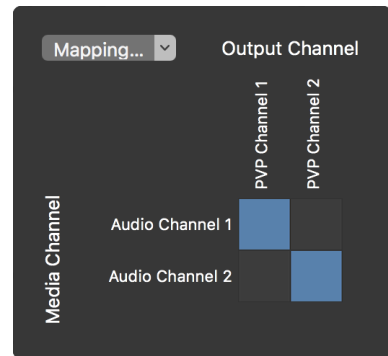 Mapping...
Output Channel
PVP Channel 1
PVP Channel 2
Media Channel
Audio Channel 1
Audio Channel 2